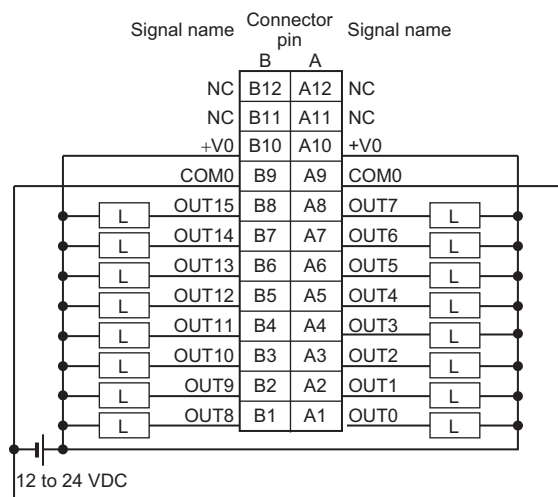 Signal name Connector pin Signal name
B A
NC B12 A12 NC
NC B11 A11 NC
+V0 B10 A10 +V0
COM0 B9 A9 COM0
OUT15 B8 A8 OUT7
L L
OUT14 B7 A7 OUT6
L L
OUT13 B6 A6 OUT5
L L
OUT12 B5 A5 OUT4
L L
OUT11 B4 A4 OUT3
L L
OUT10 B3 A3 OUT2
L L
OUT9 B2 A2 OUT1
L L
OUT8 B1 A1 OUT0
L L
12 to 24 VDC